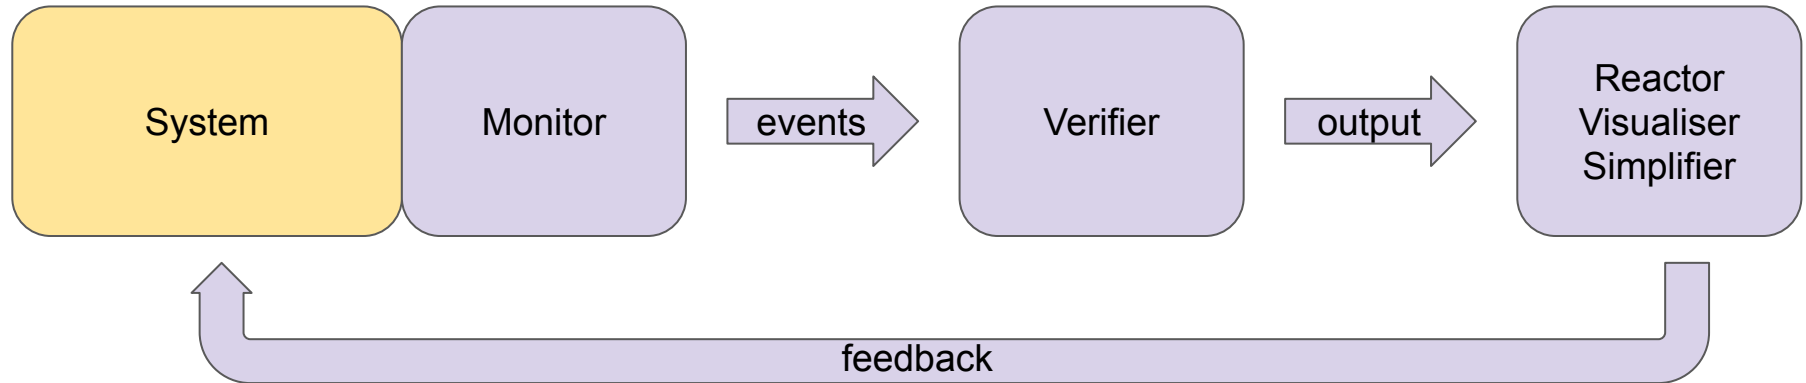 System
Monitor
events
Verifier
output
Reactor
Visualiser
Simplifier
feedback